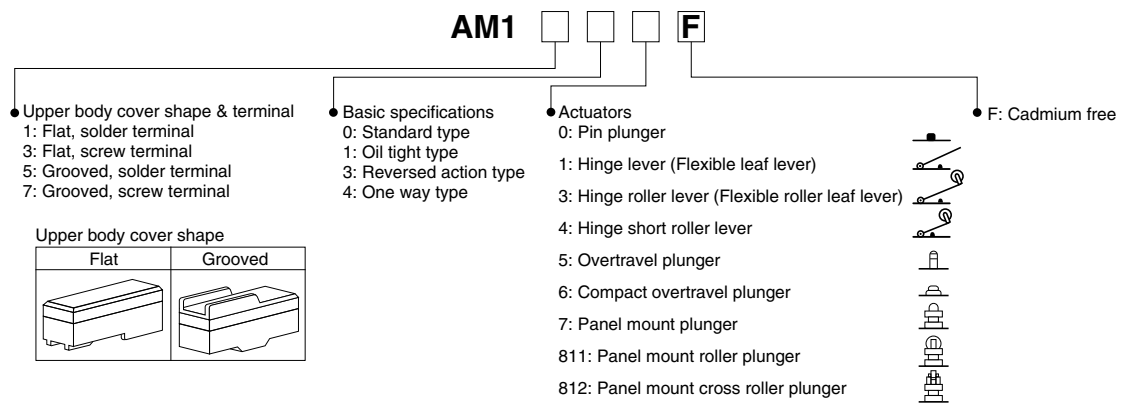 AM1 F
Upper body cover shape & terminal
1: Flat, solder terminal
3: Flat, screw terminal
5: Grooved, solder terminal
7: Grooved, screw terminal
Basic specifications
0: Standard type
1: Oil tight type
3: Reversed action type
4: One way type
Actuators
0: Pin plunger
1: Hinge lever (Flexible leaf lever)
3: Hinge roller lever (Flexible roller leaf lever)
4: Hinge short roller lever
5: Overtravel plunger
6: Compact overtravel plunger
7: Panel mount plunger
811: Panel mount roller plunger
812: Panel mount cross roller plunger
F: Cadmium free
Upper body cover shape
Flat Grooved